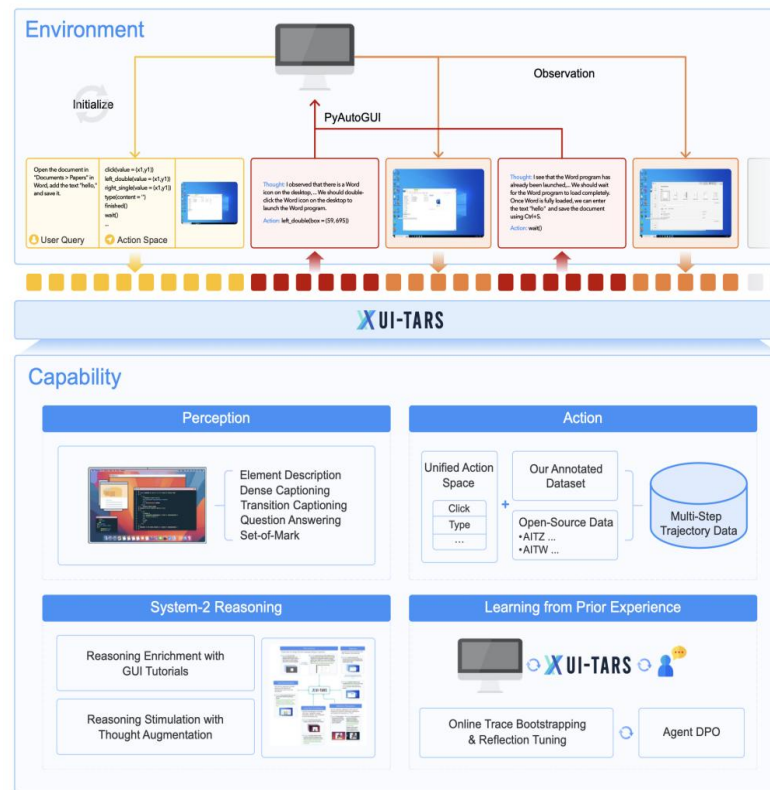 Environment
Initialize
Observation
PyAutoGUI
Open the document in
"Documents > Papers" in
Word, add the text "hello,"
and save it.
User Query
click(value = (x1,y1))
left_double(value = (x1,y1))
right_single(value = (x1,y1))
type(content = '')
finished()
wait()
...
Action Space
Thought: I observed that there is a Word
icon on the desktop, ... We should double-
click the Word icon on the desktop to
launch the Word program.
Action: left_double(box = (59, 695))
Thought: I see that the Word program has
already been launched,... We should wait
for the Word program to load completely.
Once Word is fully loaded, we can enter
the text "hello" and save the document
using Ctrl+S.
Action: wait()
UI-TARS
Capability
Perception
Element Description
Dense Captioning
Transition Captioning
Question Answering
Set-of-Mark
Action
Unified Action
Space
Click
Type
...
+
Our Annotated
Dataset
Open-Source Data
•AITZ ...
•AITW ...
Multi-Step
Trajectory Data
System-2 Reasoning
Reasoning Enrichment with
GUI Tutorials
Reasoning Stimulation with
Thought Augmentation
UI-TARS
Learning from Prior Experience
UI-TARS
Online Trace Bootstrapping
& Reflection Tuning
Agent DPO